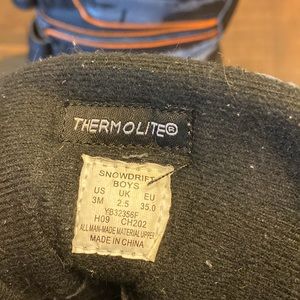 THERMOLITE®
SNOWDRIFT
BOYS
US UK EU
3M 2.5 35.0
YB32356F
H09 CH202
ALL MAN-MADE MATERIAL UPPER
MADE IN CHINA